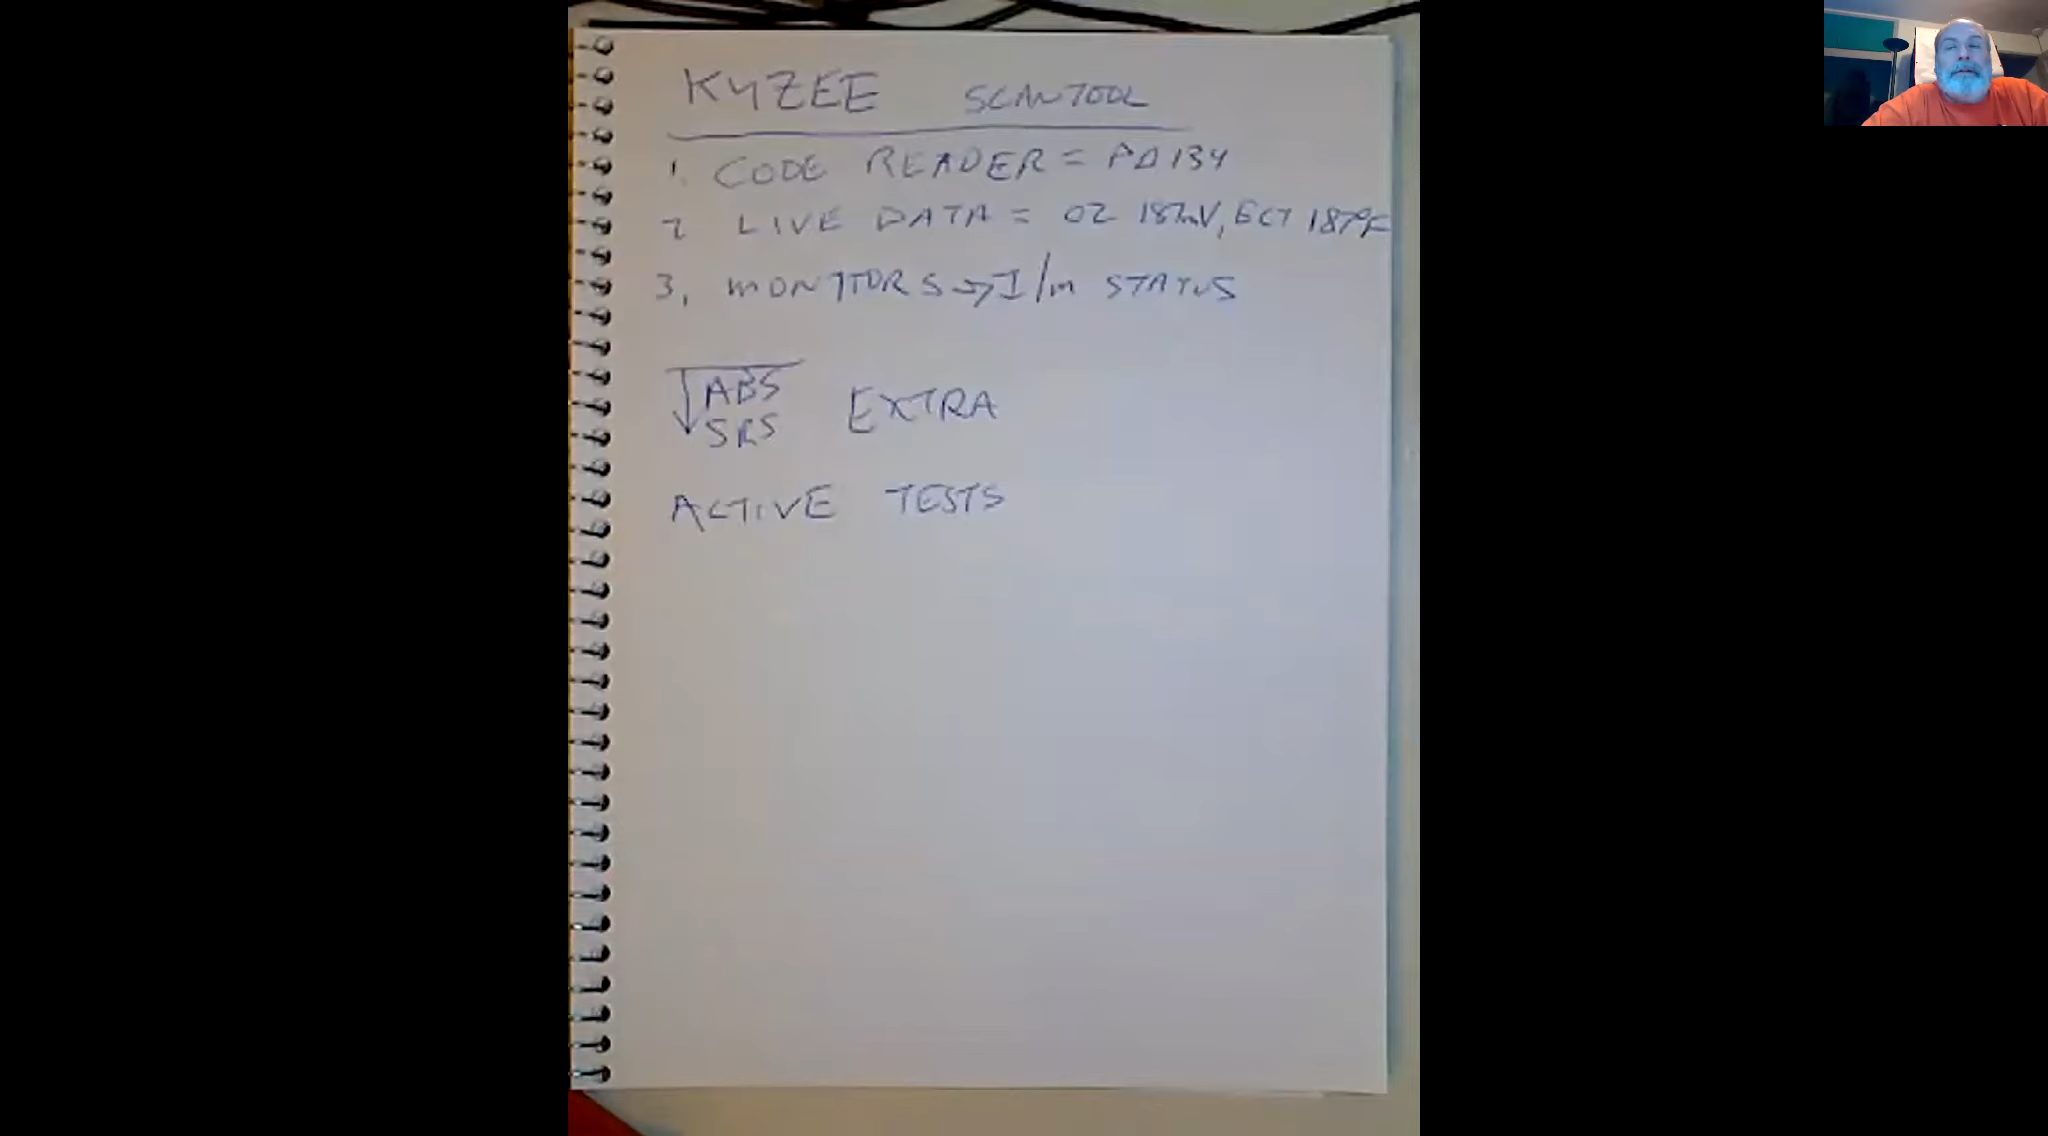 KYZEE SCANTOOL
1. CODE READER = P0134
2 LIVE DATA = O2 187mV, ECT 187°F
3. MONITORS → I/M STATUS
ABS
SRS EXTRA
ACTIVE TESTS